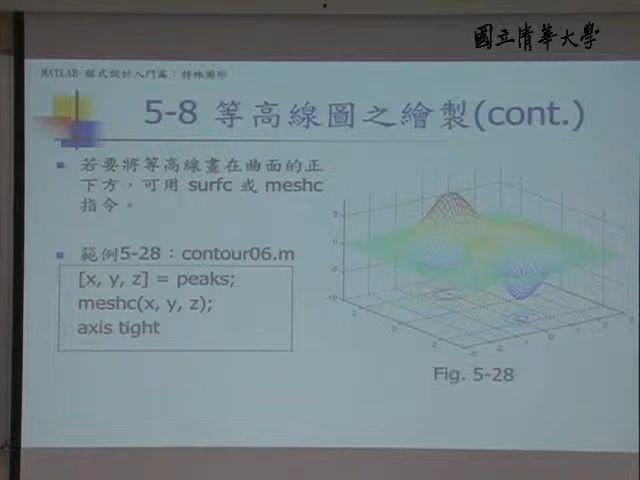 國立清華大學
MATLAB 程式設計入門篇：特殊圖形
5-8 等高線圖之繪製(cont.)
若要將等高線畫在曲面的正
下方，可用 surfc 或 meshc
指令。
範例5-28：contour06.m
[x, y, z] = peaks;
meshc(x, y, z);
axis tight
Fig. 5-28